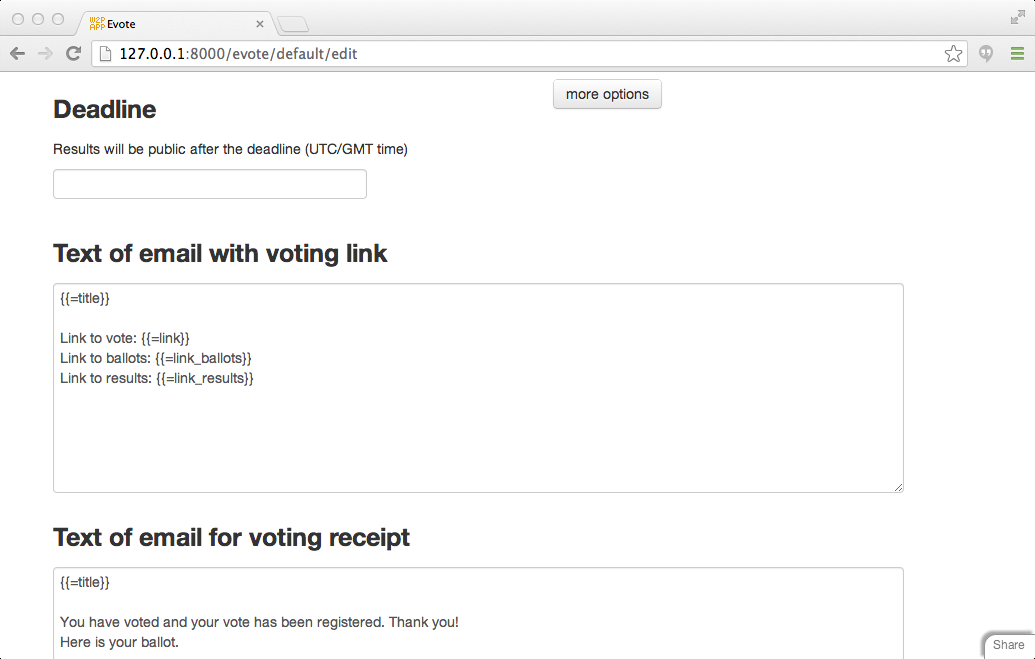 W2P
APP Evote
127.0.0.1:8000/evote/default/edit
more options
Deadline
Results will be public after the deadline (UTC/GMT time)
Text of email with voting link
{{=title}}
Link to vote: {{=link}}
Link to ballots: {{=link_ballots}}
Link to results: {{=link_results}}
Text of email for voting receipt
{{=title}}
You have voted and your vote has been registered. Thank you!
Here is your ballot.
Share